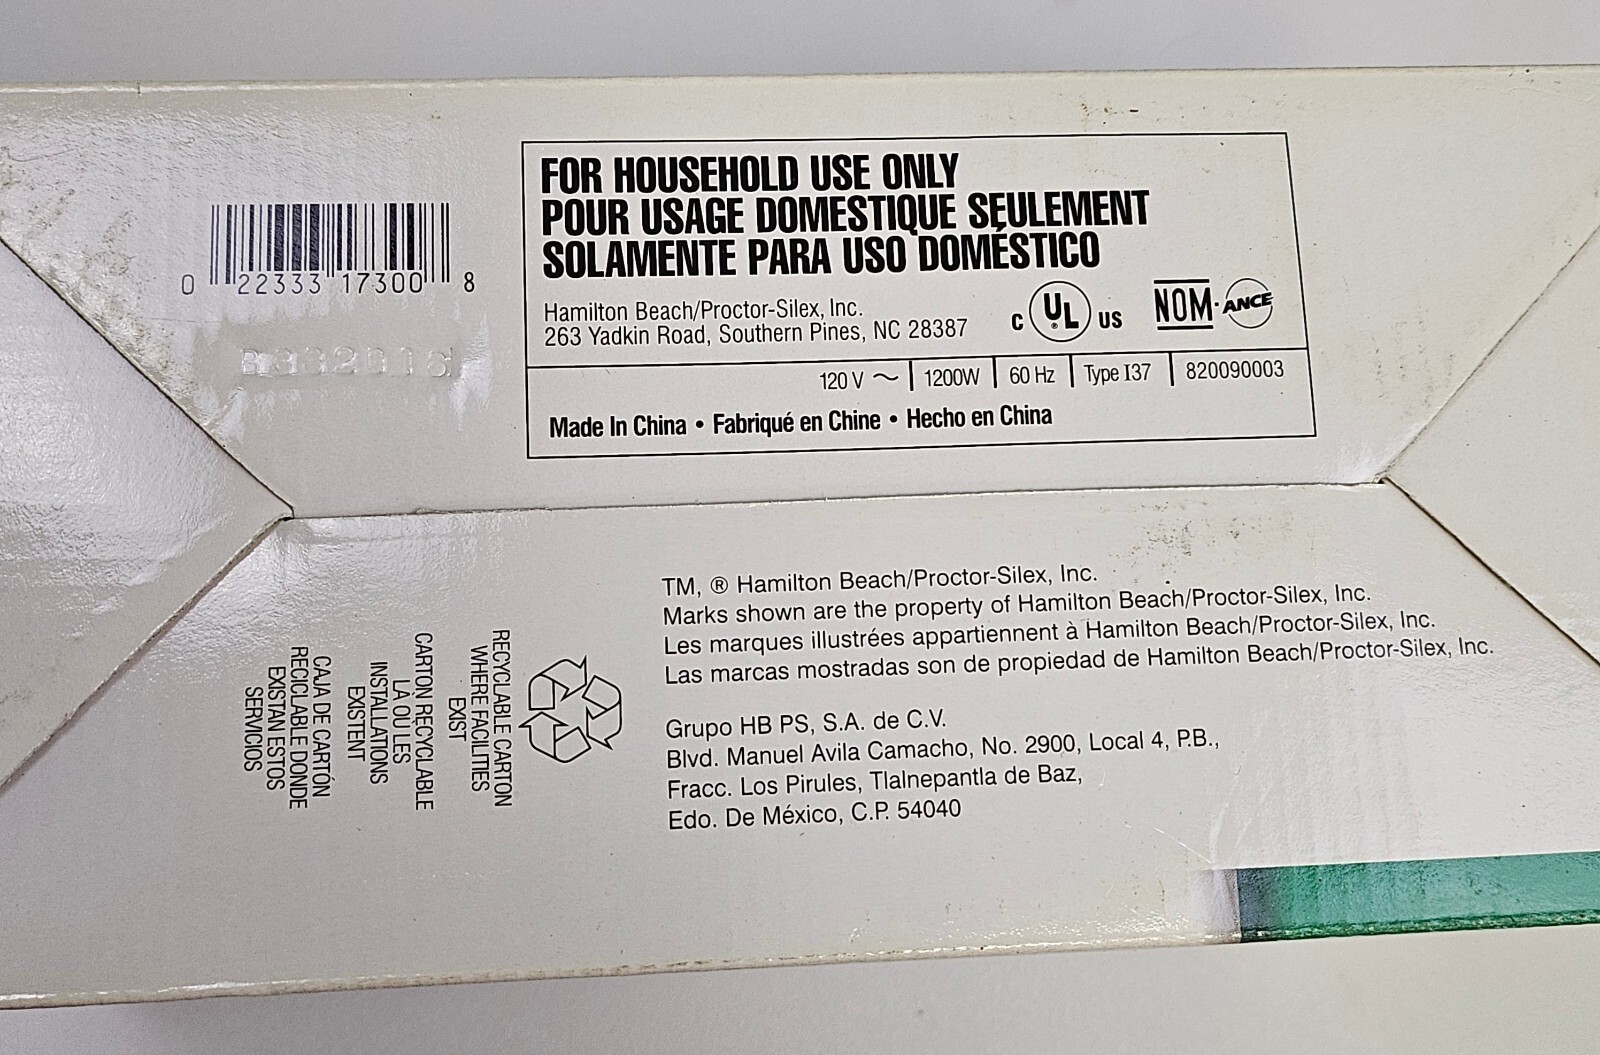 FOR HOUSEHOLD USE ONLY
POUR USAGE DOMESTIQUE SEULEMENT
SOLAMENTE PARA USO DOMÉSTICO
0 22333 17300 8
Hamilton Beach/Proctor-Silex, Inc.
263 Yadkin Road, Southern Pines, NC 28387
C UL® US NOM-ANCE
120 V ~ | 1200W | 60 Hz | Type I37 | 820090003
Made In China • Fabriqué en Chine • Hecho en China
TM, ® Hamilton Beach/Proctor-Silex, Inc.
Marks shown are the property of Hamilton Beach/Proctor-Silex, Inc.
Les marques illustrées appartiennent à Hamilton Beach/Proctor-Silex, Inc.
Las marcas mostradas son de propiedad de Hamilton Beach/Proctor-Silex, Inc.
Grupo HB PS, S.A. de C.V.
Blvd. Manuel Avila Camacho, No. 2900, Local 4, P.B.,
Fracc. Los Pirules, Tlalnepantla de Baz,
Edo. De México, C.P. 54040
RECYCLABLE CARTON
WHERE FACILITIES
EXIST
CARTON RECYCLABLE
LÀ OU LES
INSTALLATIONS
EXISTENT
CAJA DE CARTÓN
RECICLABLE DONDE
EXISTAN ESTOS
SERVICIOS